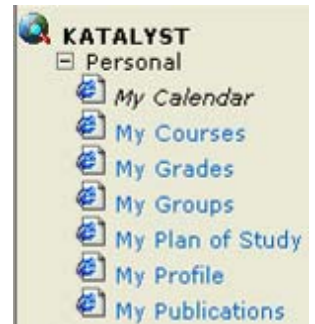 KATALYST
Personal
My Calendar
My Courses
My Grades
My Groups
My Plan of Study
My Profile
My Publications